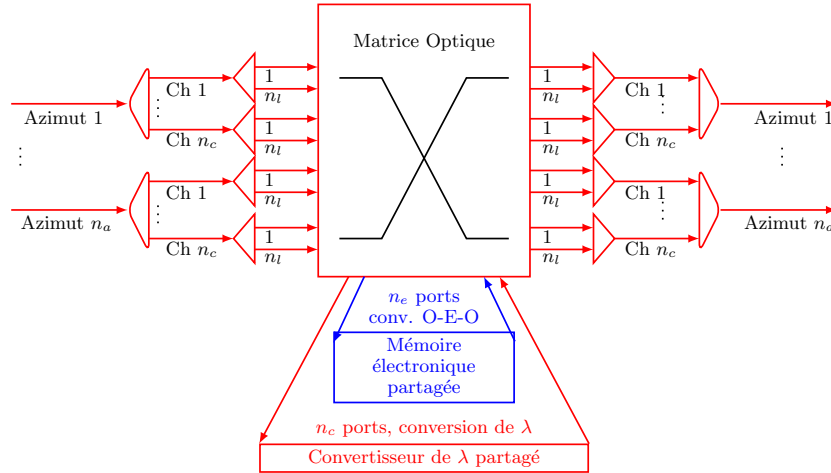 Matrice Optique
Azimut 1
⋮
Azimut n_a
Ch 1
⋮
Ch n_c
Ch 1
⋮
Ch n_c
1
n_l
1
n_l
1
n_l
1
n_l
1
n_l
1
n_l
1
n_l
1
n_l
Ch 1
⋮
Ch n_c
Ch 1
⋮
Ch n_c
Azimut 1
⋮
Azimut n_a
n_e ports
conv. O-E-O
Mémoire
électronique
partagée
n_c ports, conversion de λ
Convertisseur de λ partagé